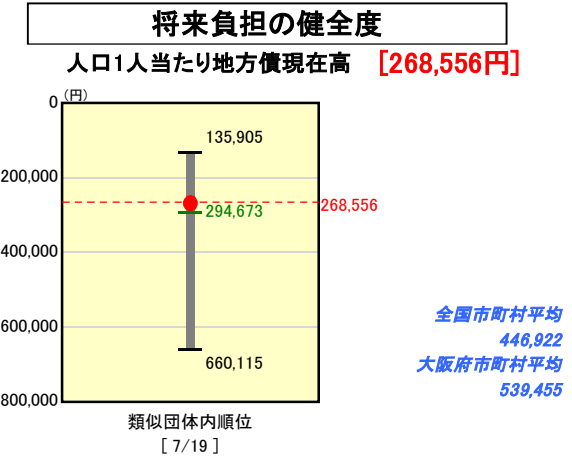 将来負担の健全度
人口1人当たり地方債現在高 [268,556円]
(円)
0
135,905
200,000
268,556
294,673
400,000
全国市町村平均
446,922
600,000
大阪府市町村平均
660,115
539,455
800,000
類似団体内順位
[ 7/19 ]